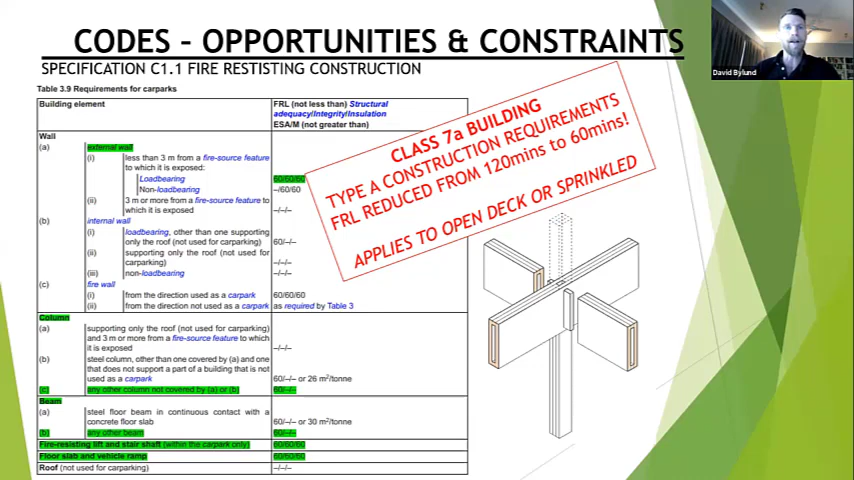 CODES – OPPORTUNITIES & CONSTRAINTS
David Bylund
SPECIFICATION C1.1 FIRE RESTISTING CONSTRUCTION
Table 3.9 Requirements for carparks
Building element
FRL (not less than) Structural
adequacy/Integrity/Insulation
ESA/M (not greater than)
Wall
(a) external wall
(i) less than 3 m from a fire-source feature
to which it is exposed:
Loadbearing 60/60/60
Non-loadbearing –/60/60
(ii) 3 m or more from a fire-source feature to
which it is exposed –/–/–
(b) internal wall
(i) loadbearing, other than one supporting
only the roof (not used for carparking) 60/–/–
(ii) supporting only the roof (not used for
carparking) –/–/–
(iii) non-loadbearing –/–/–
(c) fire wall
(i) from the direction used as a carpark 60/60/60
(ii) from the direction not used as a carpark as required by Table 3
Column
(a) supporting only the roof (not used for carparking)
and 3 m or more from a fire-source feature to which
it is exposed –/–/–
(b) steel column, other than one covered by (a) and one
that does not support a part of a building that is not
used as a carpark 60/–/– or 26 m²/tonne
(c) any other column not covered by (a) or (b) 60/–/–
Beam
(a) steel floor beam in continuous contact with a
concrete floor slab 60/–/– or 30 m²/tonne
(b) any other beam 60/–/–
Fire-resisting lift and stair shaft (within the carpark only) 60/60/60
Floor slab and vehicle ramp 60/60/60
Roof (not used for carparking) –/–/–
CLASS 7a BUILDING
TYPE A CONSTRUCTION REQUIREMENTS
FRL REDUCED FROM 120mins to 60mins!
APPLIES TO OPEN DECK OR SPRINKLED